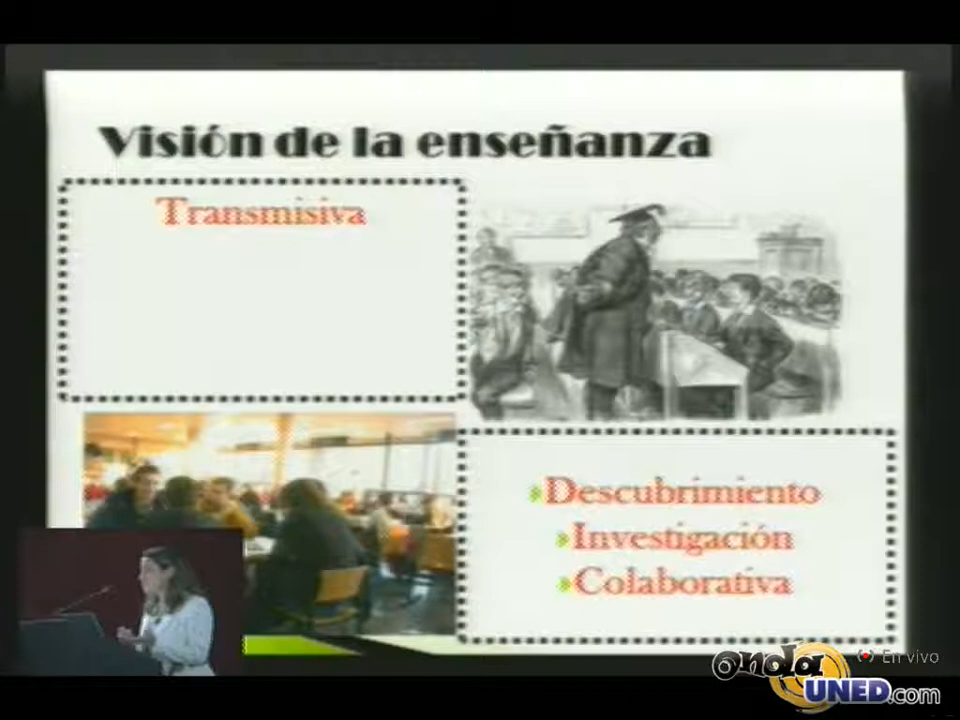 Visión de la enseñanza
Transmisiva
Descubrimiento
Investigación
Colaborativa
En vivo
onda
UNED.com